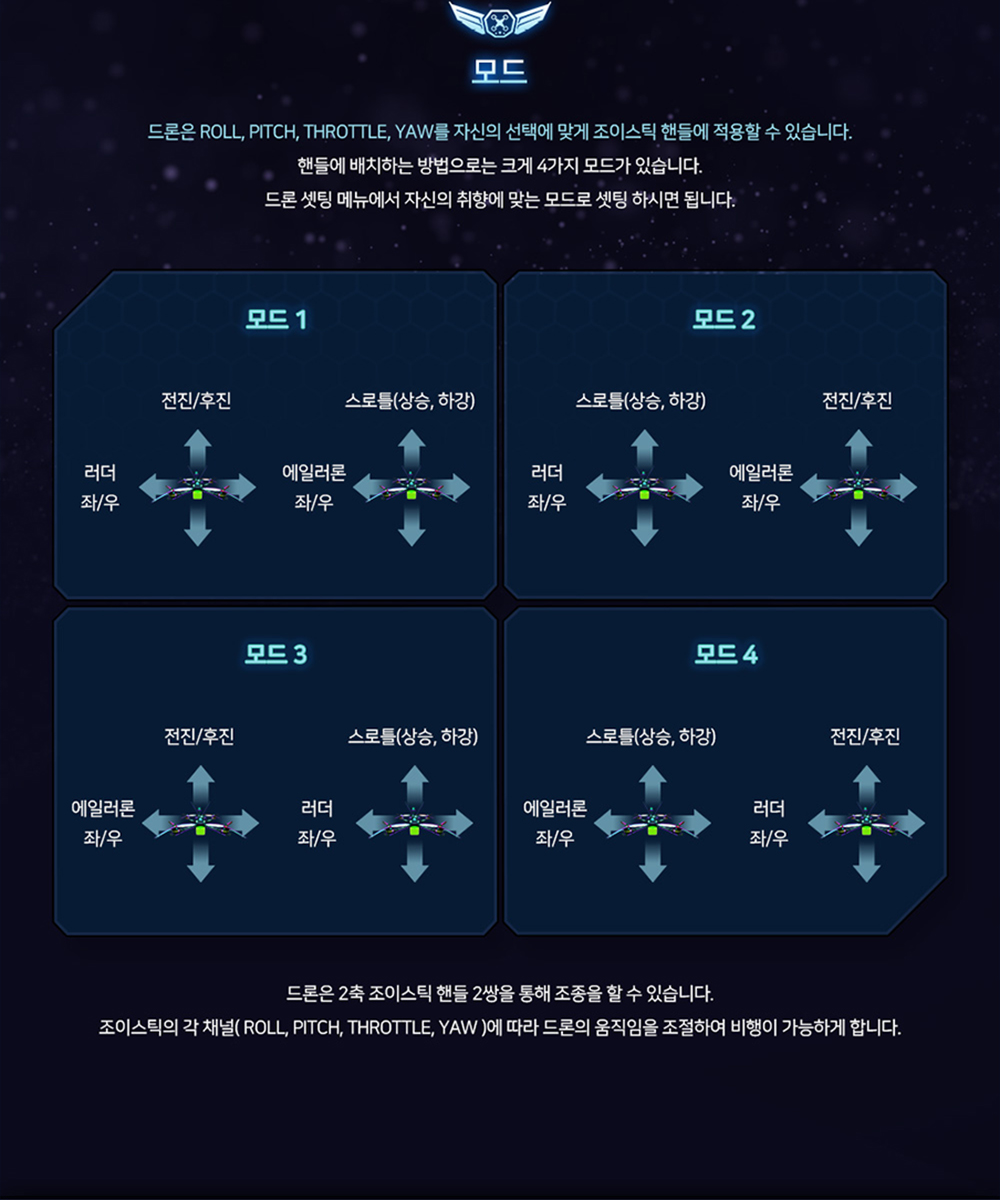 모드
드론은 ROLL, PITCH, THROTTLE, YAW를 자신의 선택에 맞게 조이스틱 핸들에 적용할 수 있습니다.
핸들에 배치하는 방법으로는 크게 4가지 모드가 있습니다.
드론 셋팅 메뉴에서 자신의 취향에 맞는 모드로 셋팅 하시면 됩니다.
모드 1
전진/후진
스로틀(상승, 하강)
러더
좌/우
에일러론
좌/우
모드 2
스로틀(상승, 하강)
전진/후진
러더
좌/우
에일러론
좌/우
모드 3
전진/후진
스로틀(상승, 하강)
에일러론
좌/우
러더
좌/우
모드 4
스로틀(상승, 하강)
전진/후진
에일러론
좌/우
러더
좌/우
드론은 2축 조이스틱 핸들 2쌍을 통해 조종을 할 수 있습니다.
조이스틱의 각 채널( ROLL, PITCH, THROTTLE, YAW )에 따라 드론의 움직임을 조절하여 비행이 가능하게 합니다.